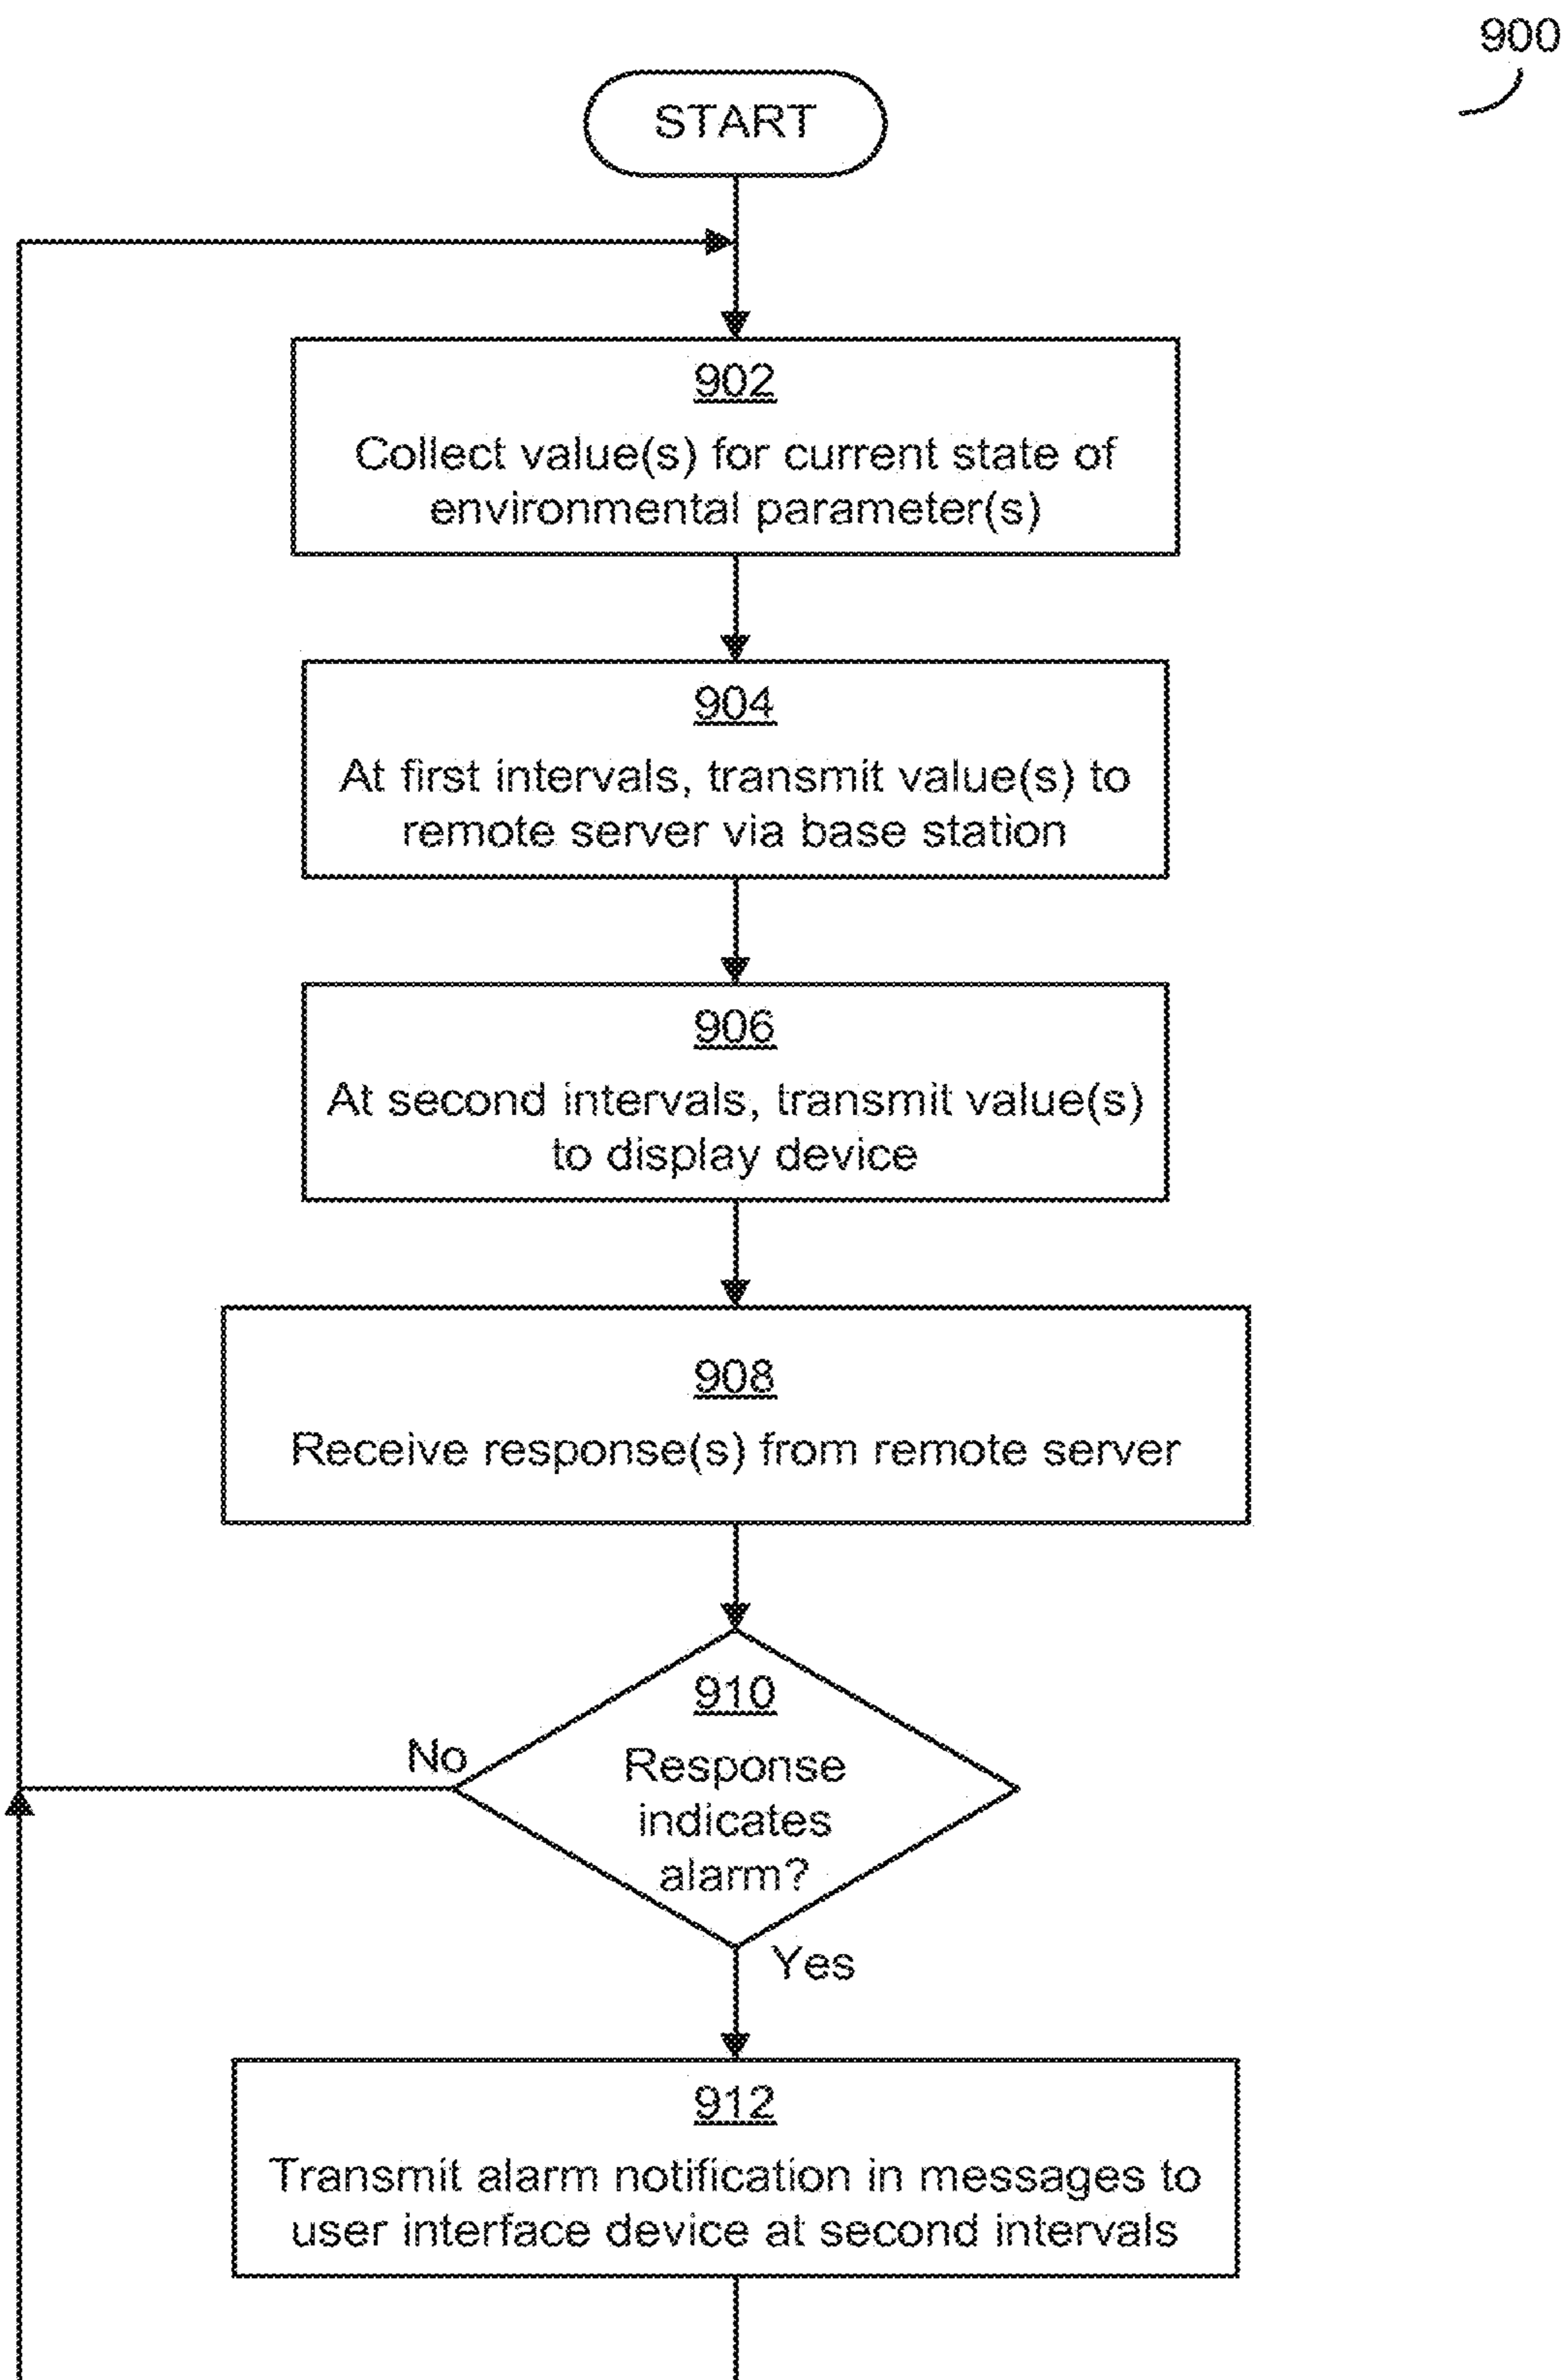 900
START
902
Collect value(s) for current state of
environmental parameter(s)
904
At first intervals, transmit value(s) to
remote server via base station
906
At second intervals, transmit value(s)
to display device
908
Receive response(s) from remote server
910
Response
indicates
alarm?
No
Yes
912
Transmit alarm notification in messages to
user interface device at second intervals